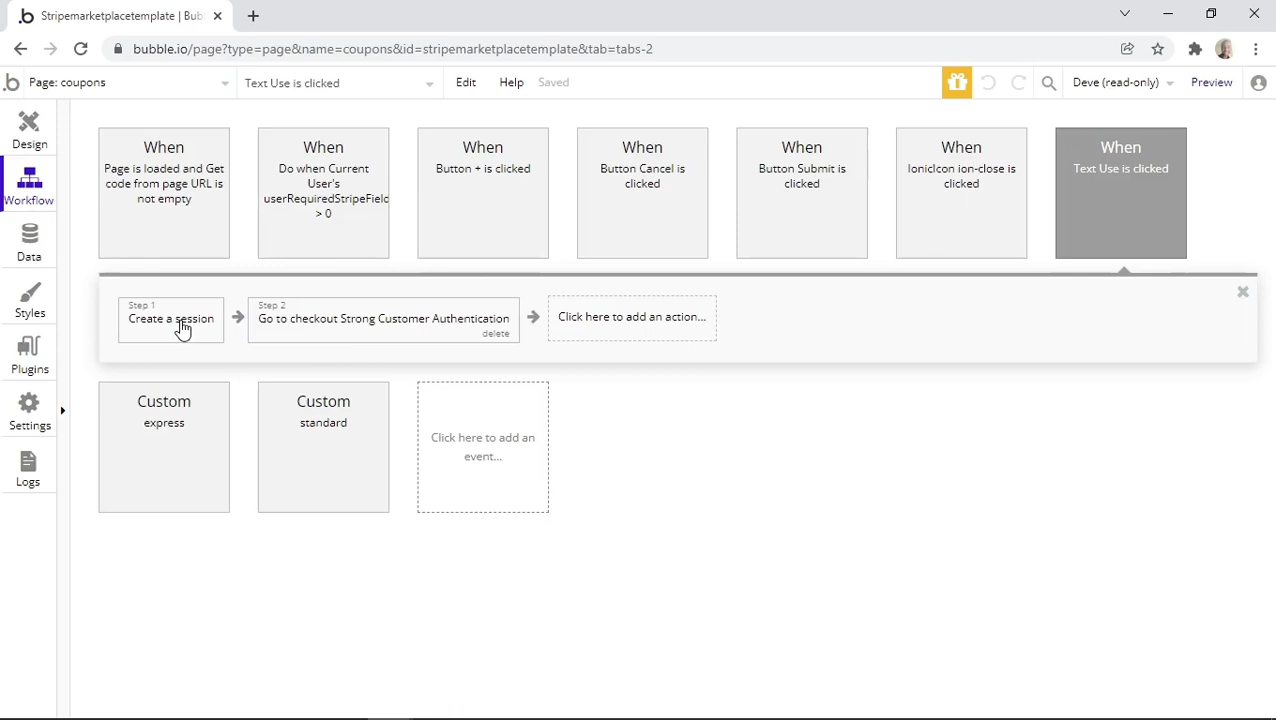 Stripemarketplacetemplate | Bub
bubble.io/page?type=page&name=coupons&id=stripemarketplacetemplate&tab=tabs-2
Page: coupons
Text Use is clicked
Edit
Help
Saved
Deve (read-only)
Preview
Design
Workflow
Data
Styles
Plugins
Settings
Logs
When
Page is loaded and Get
code from page URL is
not empty
When
Do when Current
User's
userRequiredStripeField
> 0
When
Button + is clicked
When
Button Cancel is
clicked
When
Button Submit is
clicked
When
IonicIcon ion-close is
clicked
When
Text Use is clicked
Step 1
Create a session
Step 2
Go to checkout Strong Customer Authentication
delete
Click here to add an action...
Custom
express
Custom
standard
Click here to add an
event...